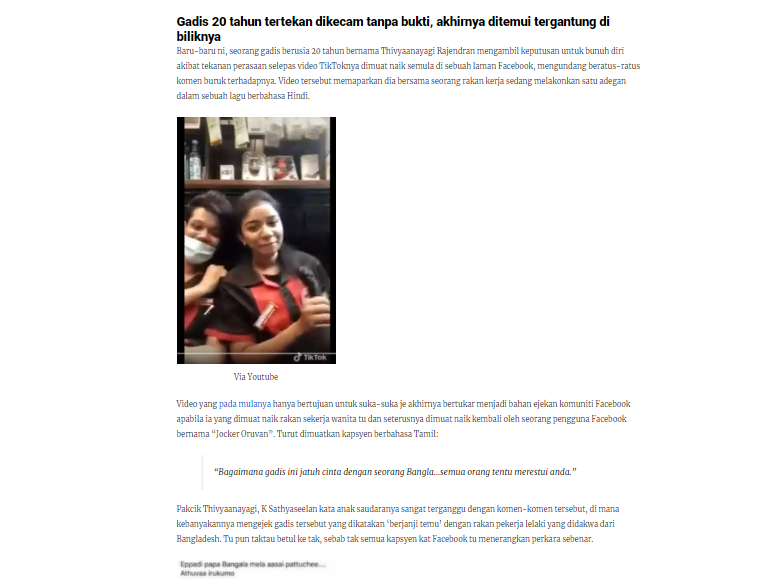 Gadis 20 tahun tertekan dikecam tanpa bukti, akhirnya ditemui tergantung di
biliknya
Baru-baru ni, seorang gadis berusia 20 tahun bernama Thivyaanayagi Rajendran mengambil keputusan untuk bunuh diri
akibat tekanan perasaan selepas video TikToknya dimuat naik semula di sebuah laman Facebook, mengundang beratus-ratus
komen buruk terhadapnya. Video tersebut memaparkan dia bersama seorang rakan kerja sedang melakonkan satu adegan
dalam sebuah lagu berbahasa Hindi.
TikTok
Via Youtube
Video yang pada mulanya hanya bertujuan untuk suka-suka je akhirnya bertukar menjadi bahan ejekan komuniti Facebook
apabila ia yang dimuat naik rakan sekerja wanita tu dan seterusnya dimuat naik kembali oleh seorang pengguna Facebook
bernama “Jocker Oruvan”. Turut dimuatkan kapsyen berbahasa Tamil:
“Bagaimana gadis ini jatuh cinta dengan seorang Bangla...semua orang tentu merestui anda.”
Pakcik Thivyaanayagi, K Sathyaseelan kata anak saudaranya sangat terganggu dengan komen-komen tersebut, di mana
kebanyakannya mengejek gadis tersebut yang dikatakan ‘berjanji temu’ dengan rakan pekerja lelaki yang didakwa dari
Bangladesh. Tu pun taktau betul ke tak, sebab tak semua kapsyen kat Facebook tu menerangkan perkara sebenar.
Eppadi papa Bangala mela aasai pattuchee....
Athuvaa irukumo